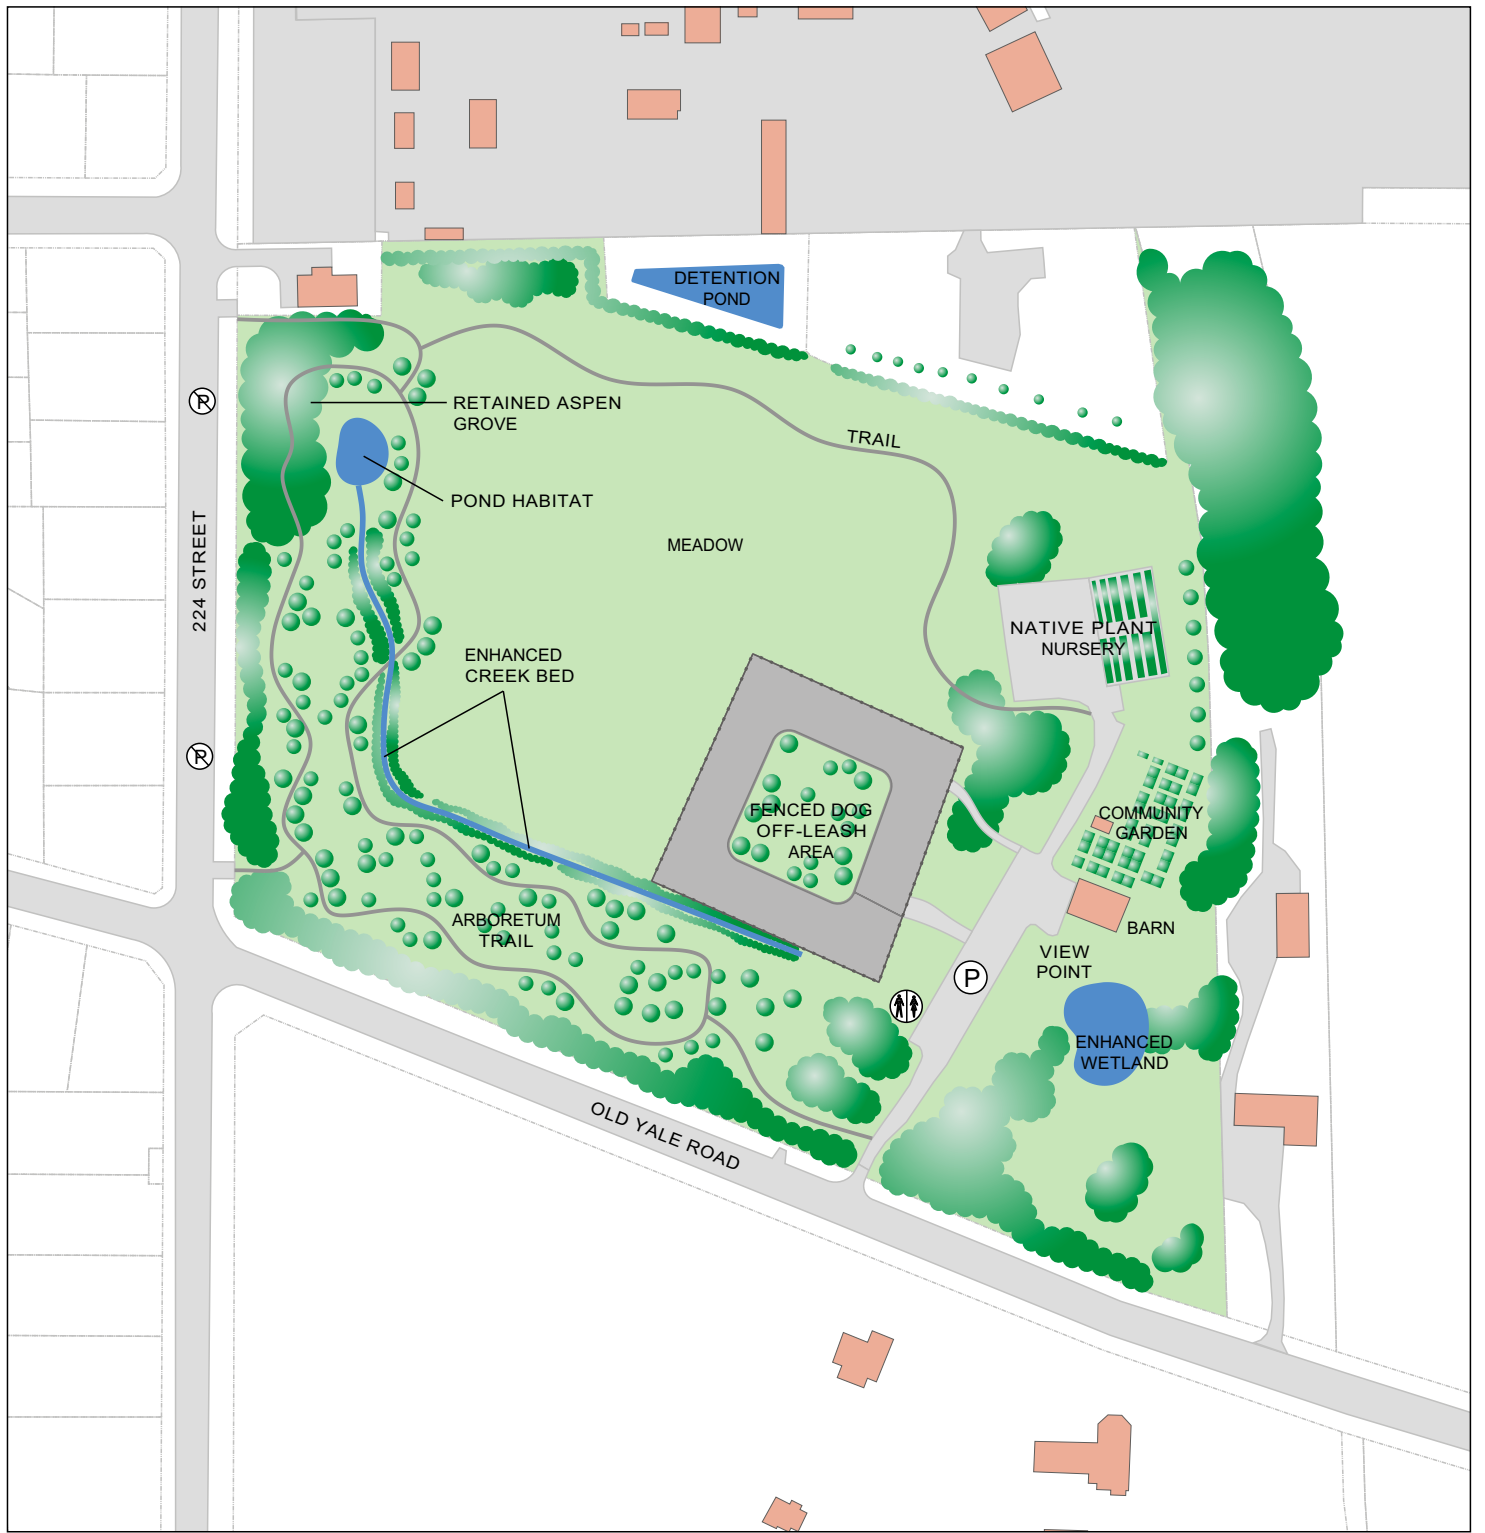 DETENTION
POND
RETAINED ASPEN
GROVE
TRAIL
POND HABITAT
MEADOW
224 STREET
NATIVE PLANT
NURSERY
ENHANCED
CREEK BED
FENCED DOG
OFF-LEASH
AREA
COMMUNITY
GARDEN
ARBORETUM
TRAIL
BARN
VIEW
POINT
P
ENHANCED
WETLAND
OLD YALE ROAD
P
P